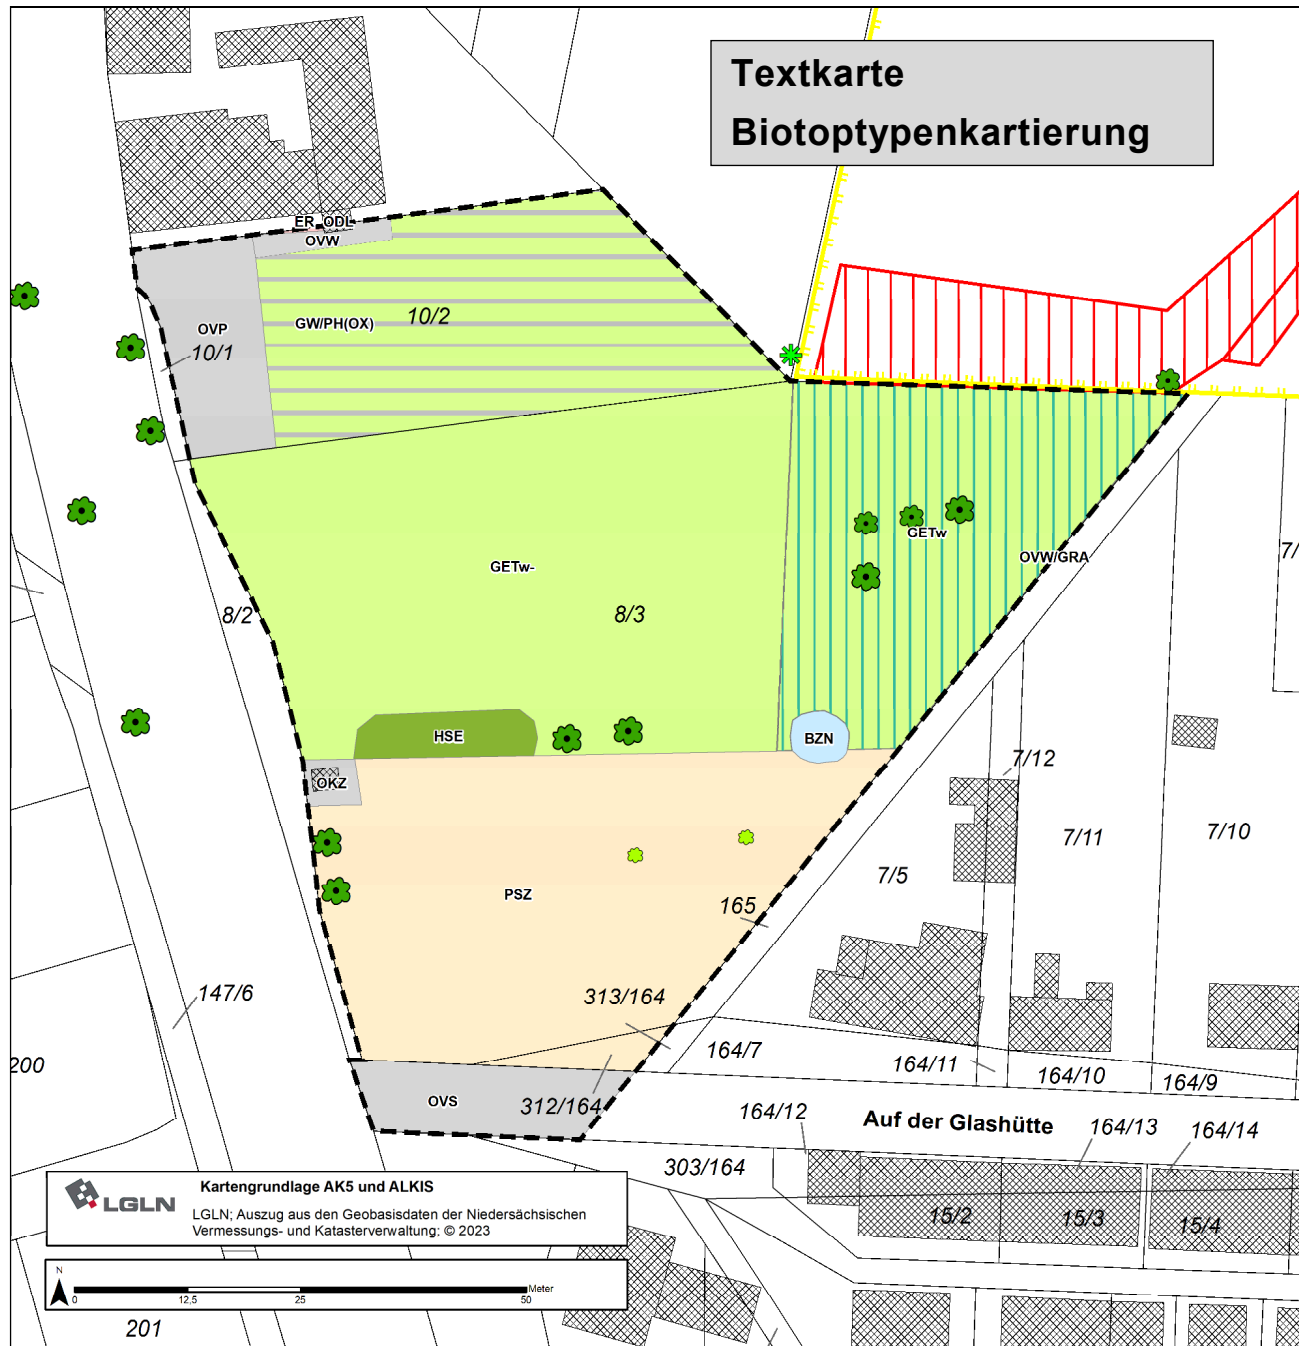 Textkarte
Biotoptypenkartierung
ER
ODL
OVW
OVP
10/1
GW/PH(OX)
10/2
GETw
OVW/GRA
7/
GETw-
8/2
8/3
HSE
BZN
OKZ
7/12
7/11
7/10
7/5
PSZ
165
147/6
313/164
200
164/7
164/11
164/10
164/9
OVS
312/164
164/12
Auf der Glashütte
164/13
164/14
303/164
LGLN
Kartengrundlage AK5 und ALKIS
LGLN; Auszug aus den Geobasisdaten der Niedersächsischen
Vermessungs- und Katasterverwaltung: © 2023
15/2
15/3
15/4
N
Meter
0
12,5
25
50
201